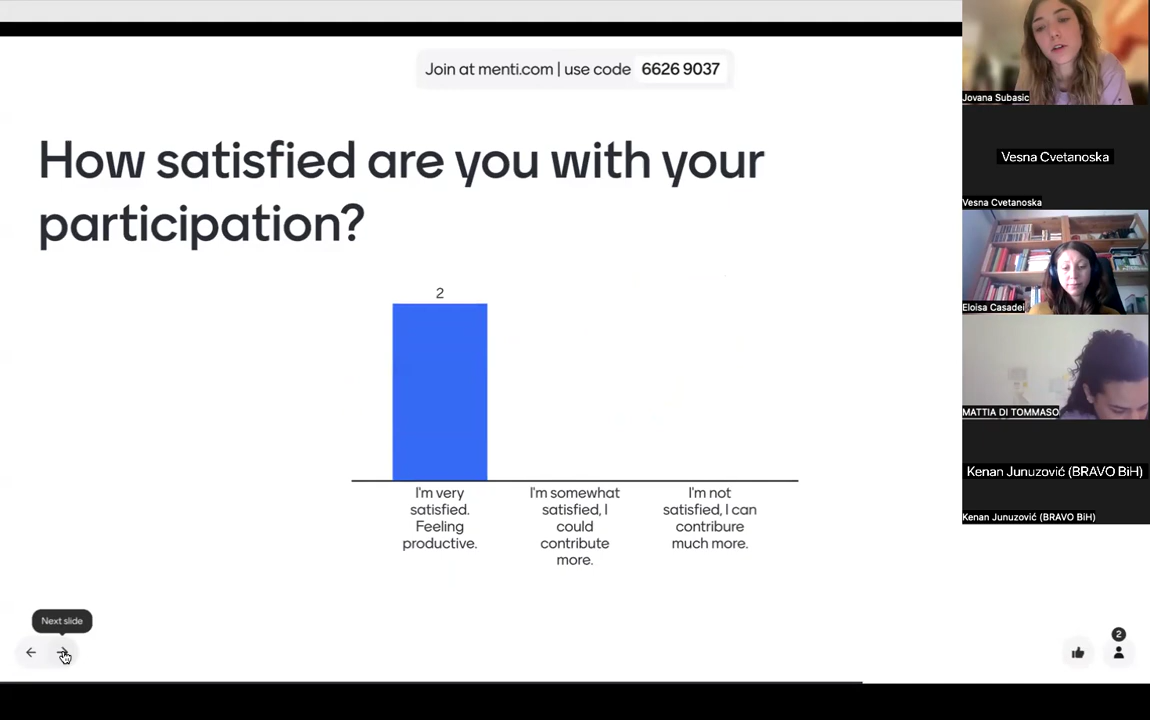 Join at menti.com | use code 6626 9037
How satisfied are you with your
participation?
2
I'm very
satisfied.
Feeling
productive.
I'm somewhat
satisfied, I
could
contribute
more.
I'm not
satisfied, I can
contribure
much more.
Next slide
2
Jovana Subasic
Vesna Cvetanoska
Vesna Cvetanoska
Eloisa Casadei
MATTIA DI TOMMASO
Kenan Junuzović (BRAVO BiH)
Kenan Junuzović (BRAVO BiH)